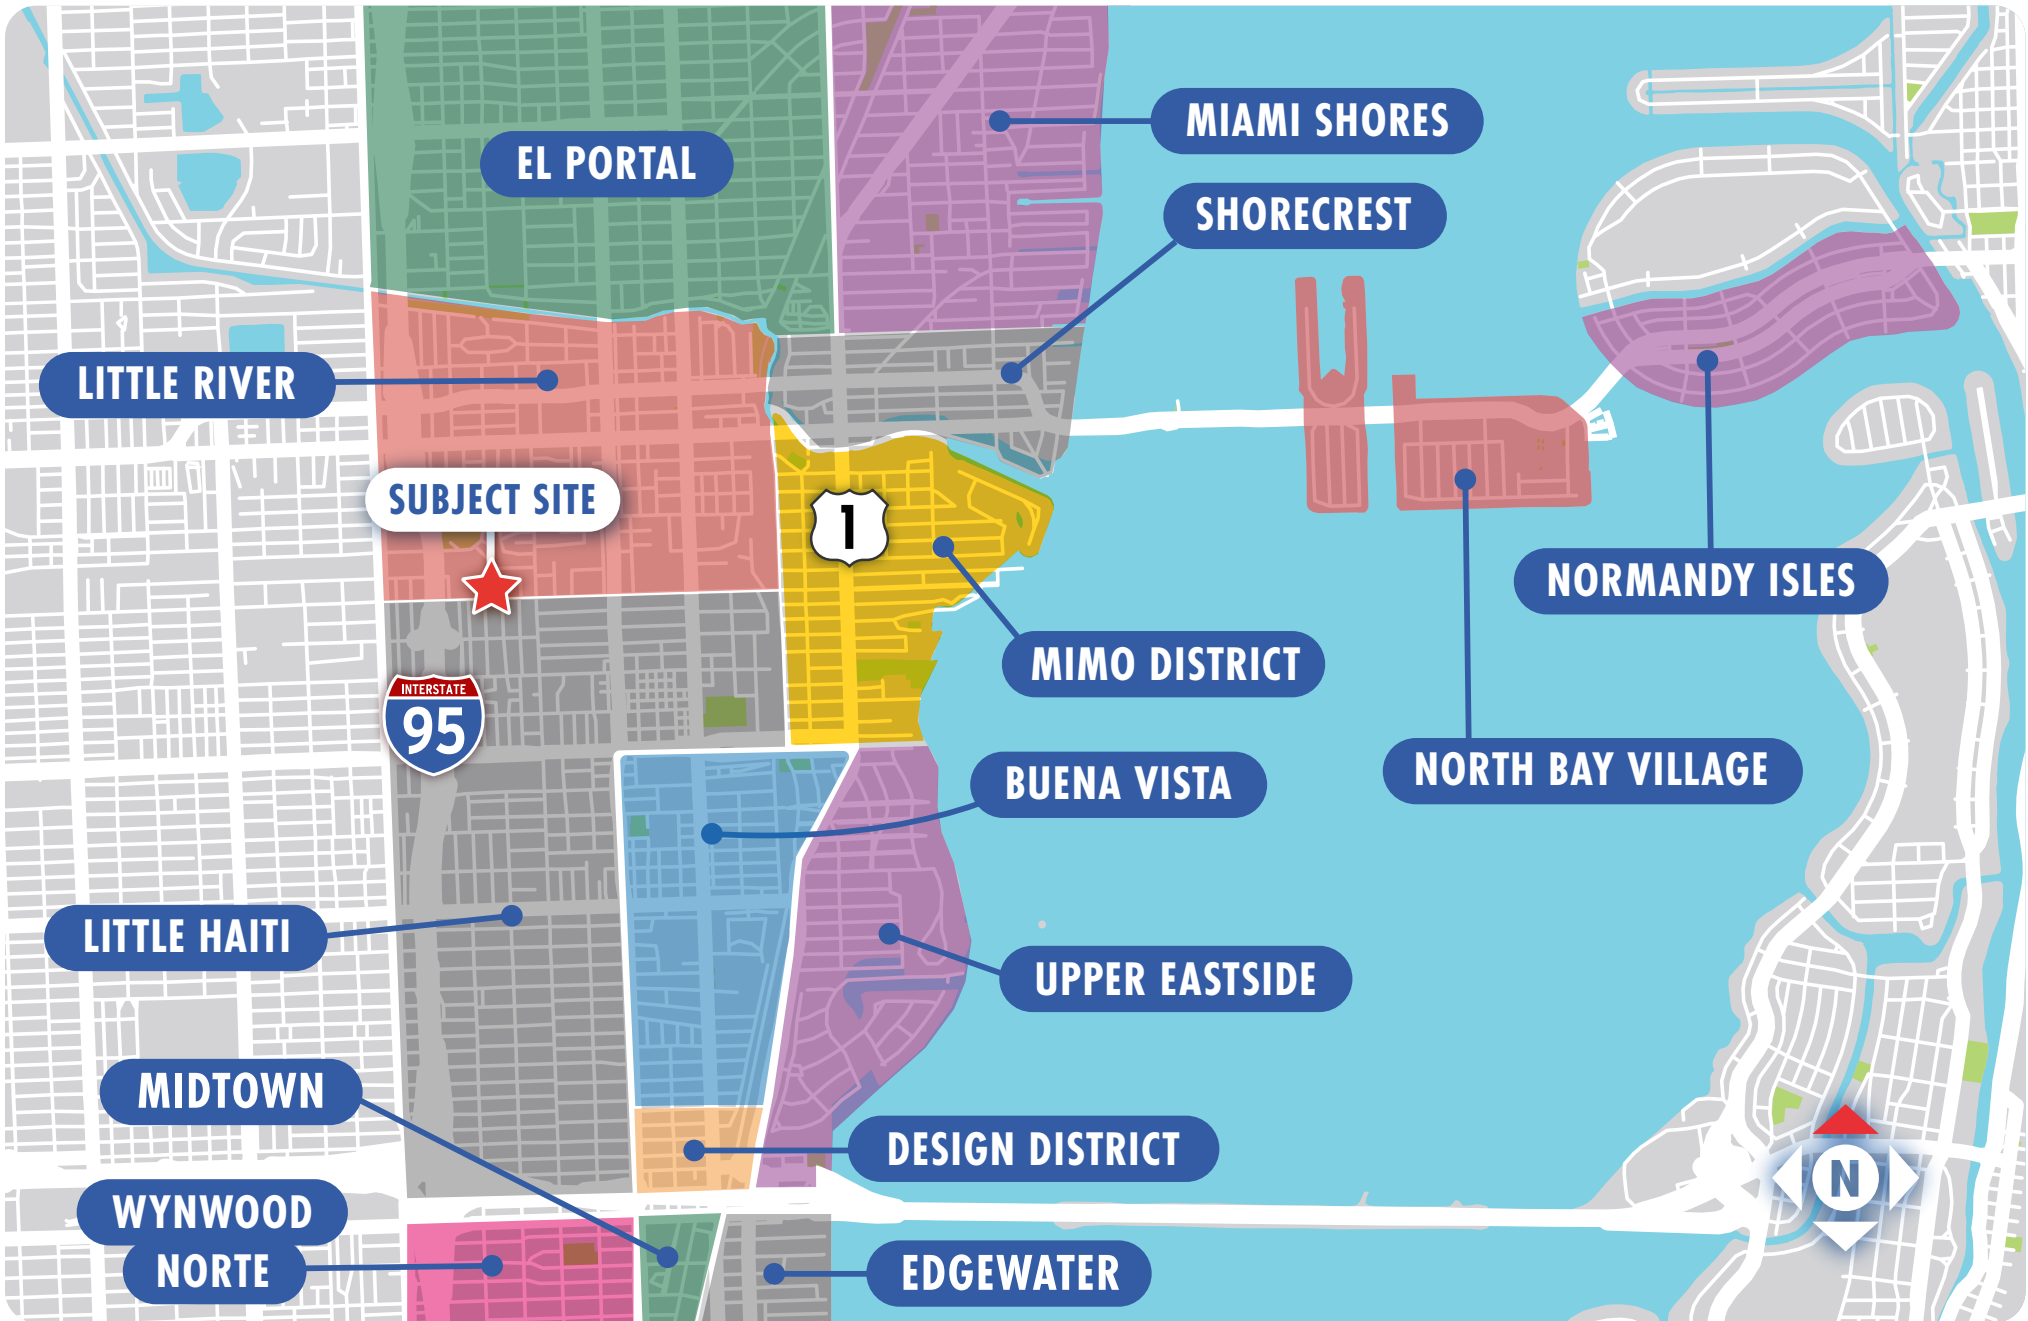 MIAMI SHORES
EL PORTAL
SHORECREST
LITTLE RIVER
SUBJECT SITE
1
NORMANDY ISLES
MIMO DISTRICT
INTERSTATE
95
NORTH BAY VILLAGE
BUENA VISTA
LITTLE HAITI
UPPER EASTSIDE
MIDTOWN
DESIGN DISTRICT
N
WYNWOOD
NORTE
EDGEWATER